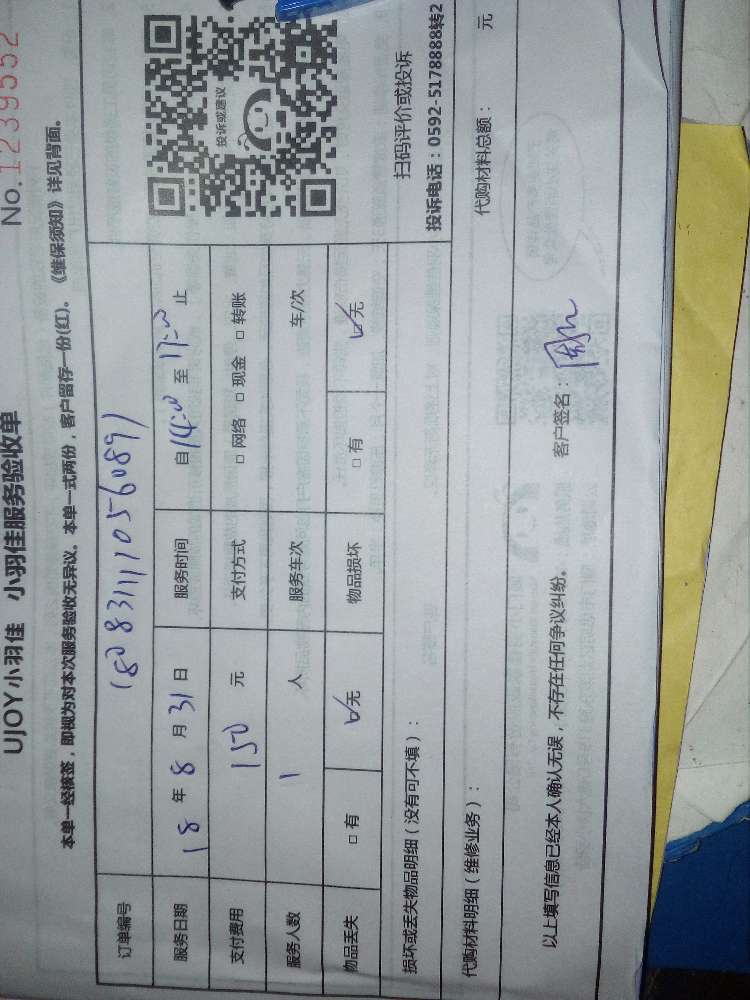 UJOY小羽佳 小羽佳服务验收单
No.1239552
本单一经核签，即视为对本次服务验收无异议。本单一式两份，客户留存一份(红)。《维保须知》详见背面。
订单编号
服务日期 18 年 8 月 31 日 服务时间 自 14:00 至 17:00 止
支付费用 150 元 支付方式 □ 网络 □ 现金 □ 转账
服务人数 1 人 服务车次 车/次
物品丢失 □ 有 ☑无 物品损坏 □ 有 ☑无
投诉或建议
扫码评价或投诉
投诉电话：0592-5178888转2
损坏或丢失物品明细（没有可不填）：
代购材料明细（维修业务）： 代购材料总额： 元
以上填写信息已经本人确认无误，不存在任何争议纠纷。 客户签名：